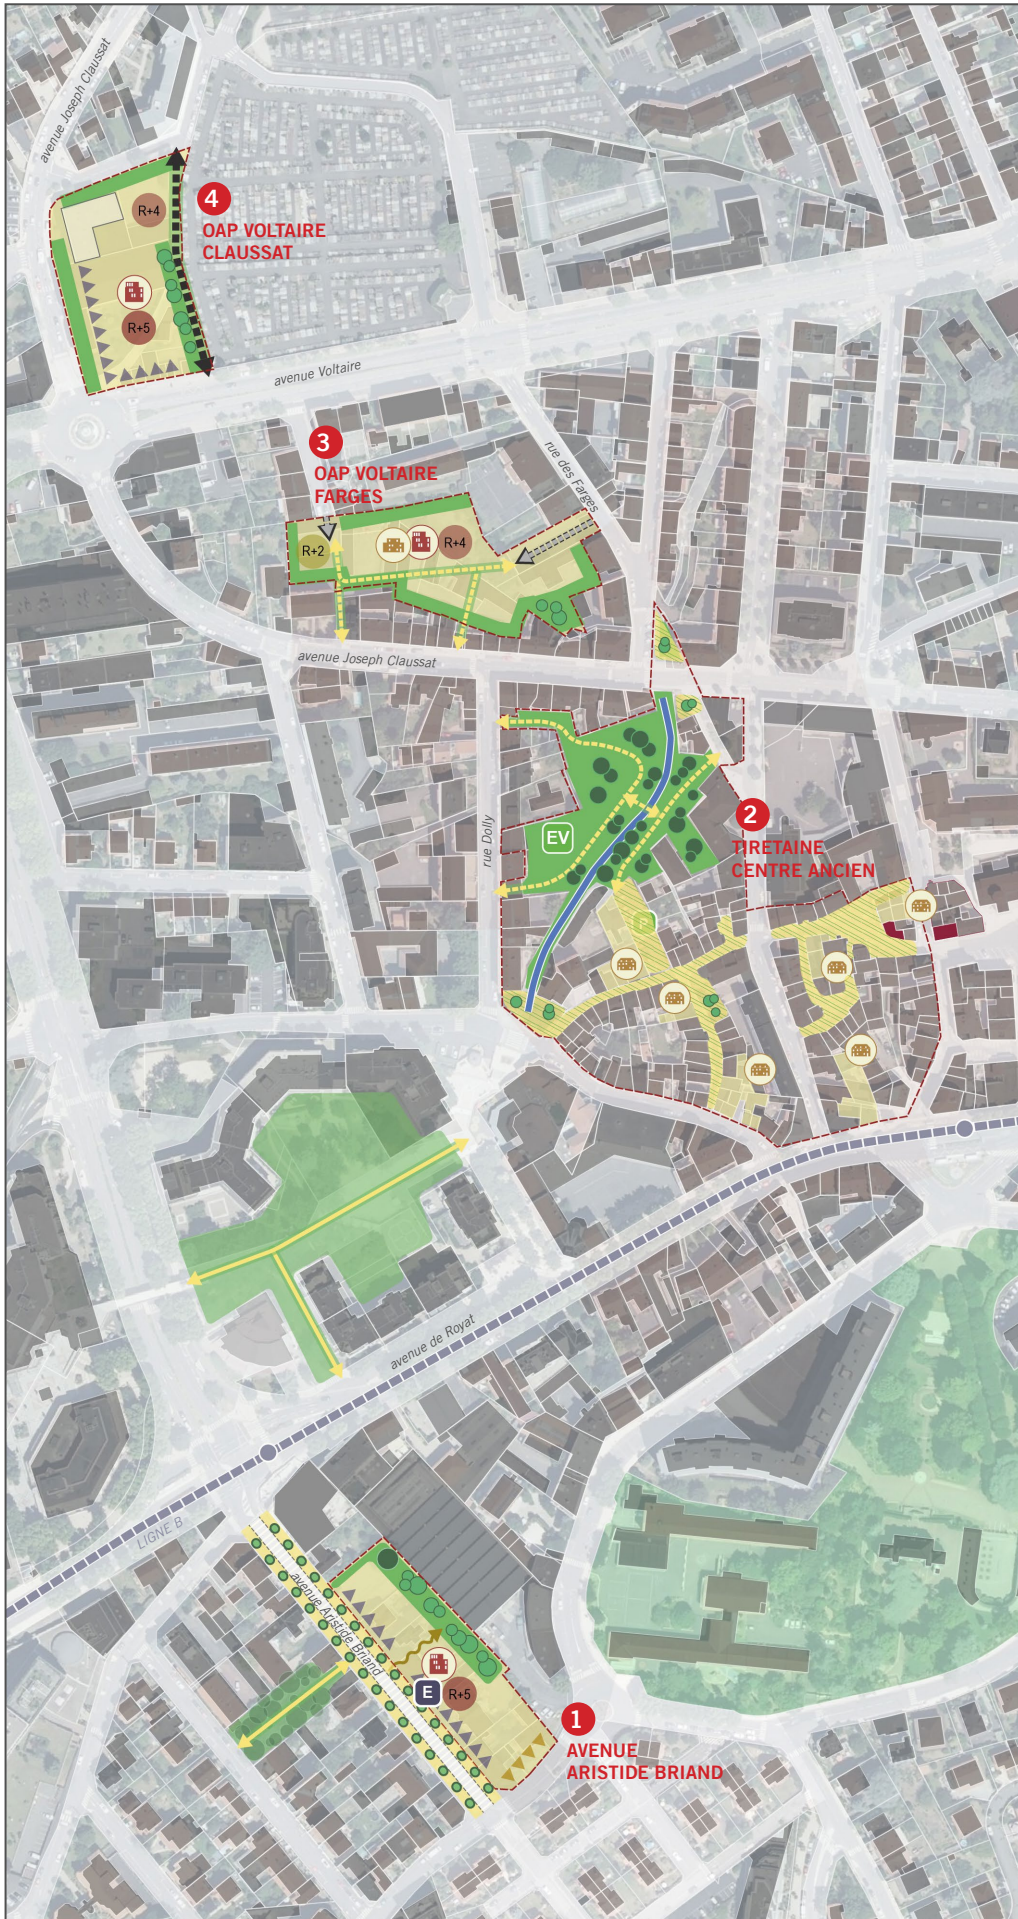 avenue Joseph Claussat
4
OAP VOLTAIRE
CLAUSSAT
R+4
R+5
avenue Voltaire
3
OAP VOLTAIRE
FARGES
rue des Farges
R+2
R+4
avenue Joseph Claussat
rue Dolly
EV
2
TIRETAINE
CENTRE ANCIEN
P
avenue de Royat
LIGNE B
avenue Aristide Briand
E
R+5
1
AVENUE
ARISTIDE BRIAND